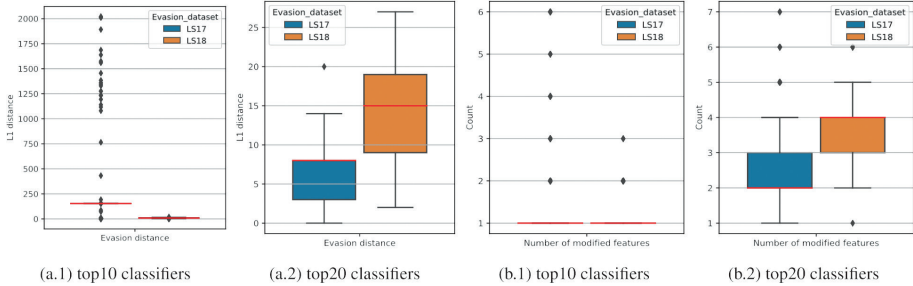 Evasion_dataset
LS17
LS18
2000
1750
1500
1250
1000
750
500
250
0
L1 distance
Evasion distance
(a.1) top10 classifiers
Evasion_dataset
LS17
LS18
25
20
15
10
5
0
L1 distance
Evasion distance
(a.2) top20 classifiers
Evasion_dataset
LS17
LS18
6
5
4
3
2
1
Count
Number of modified features
(b.1) top10 classifiers
Evasion_dataset
LS17
LS18
7
6
5
4
3
2
1
Count
Number of modified features
(b.2) top20 classifiers